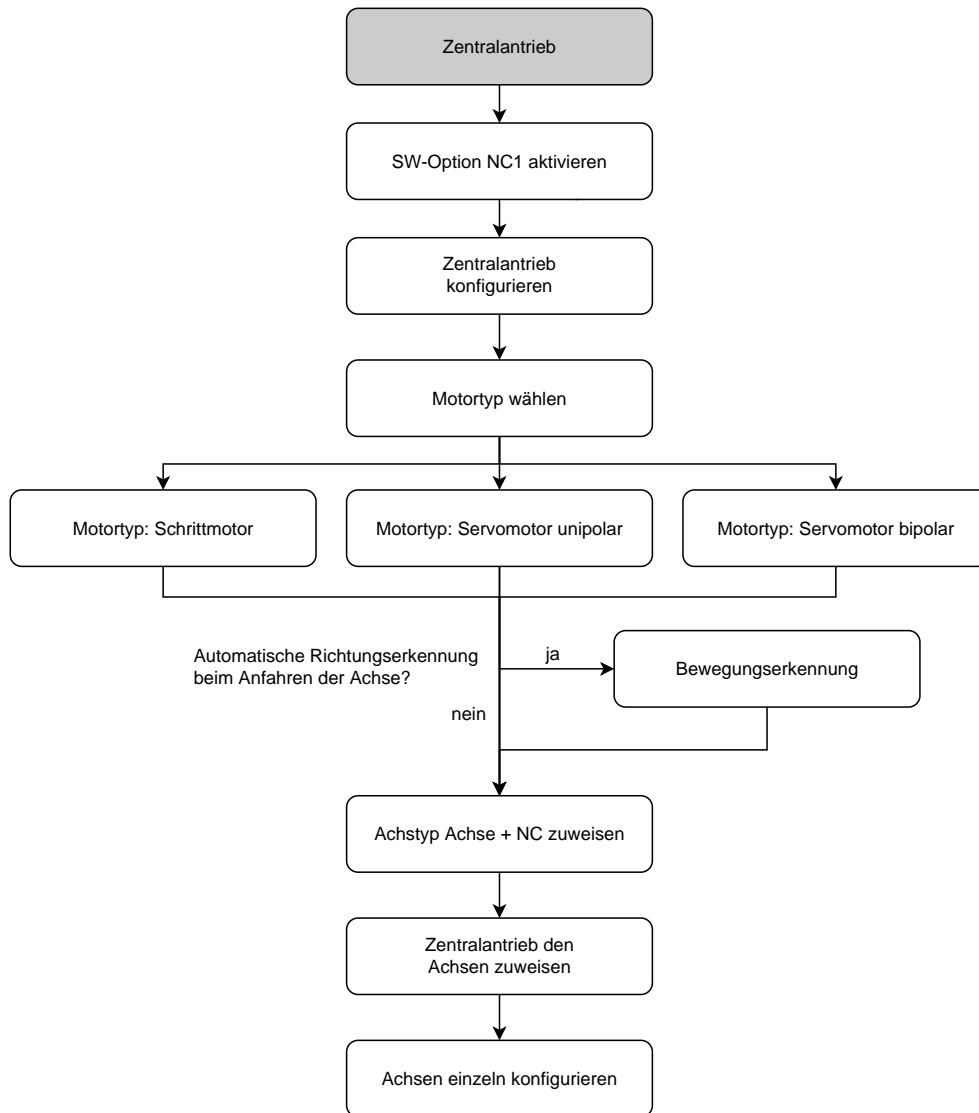 Zentralantrieb
SW-Option NC1 aktivieren
Zentralantrieb
konfigurieren
Motortyp wählen
Motortyp: Schrittmotor
Motortyp: Servomotor unipolar
Motortyp: Servomotor bipolar
Automatische Richtungserkennung
beim Anfahren der Achse?
ja
Bewegungserkennung
nein
Achstyp Achse + NC zuweisen
Zentralantrieb den
Achsen zuweisen
Achsen einzeln konfigurieren